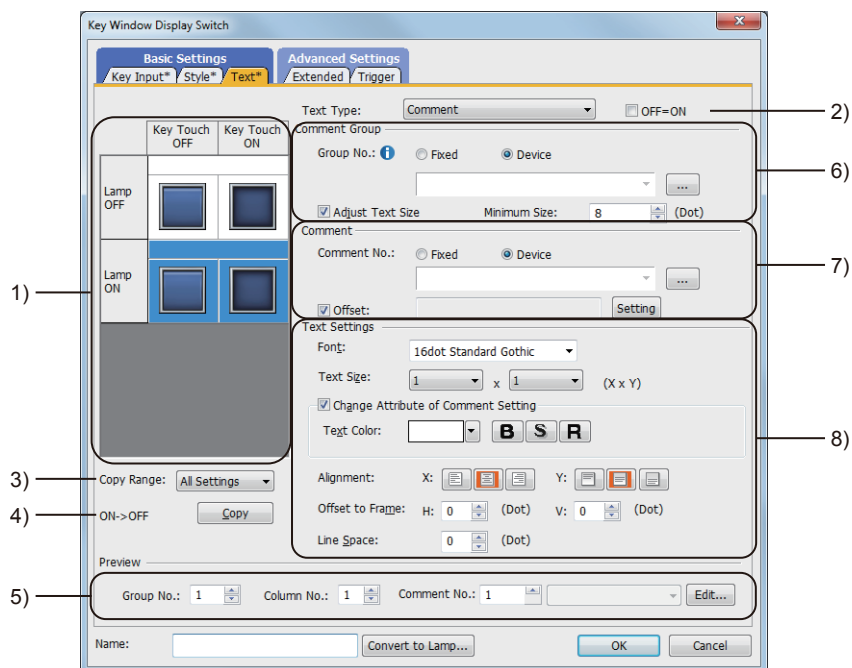 Key Window Display Switch
x
Basic Settings
Advanced Settings
Key Input* Style* Text*
Extended Trigger
Text Type: Comment OFF=ON
2)
Key Touch OFF
Key Touch ON
Lamp OFF
Lamp ON
1)
Comment Group
Group No.: Fixed Device
...
6)
Adjust Text Size Minimum Size: 8 (Dot)
Comment
Comment No.: Fixed Device
...
7)
Offset: Setting
Text Settings
Font: 16dot Standard Gothic
Text Size: 1 x 1 (X x Y)
Change Attribute of Comment Setting
Text Color: B S R
8)
Alignment: X: Y:
Offset to Frame: H: 0 (Dot) V: 0 (Dot)
Line Space: 0 (Dot)
3)
Copy Range: All Settings
4)
ON->OFF Copy
Preview
5)
Group No.: 1 Column No.: 1 Comment No.: 1 Edit...
Name: Convert to Lamp... OK Cancel